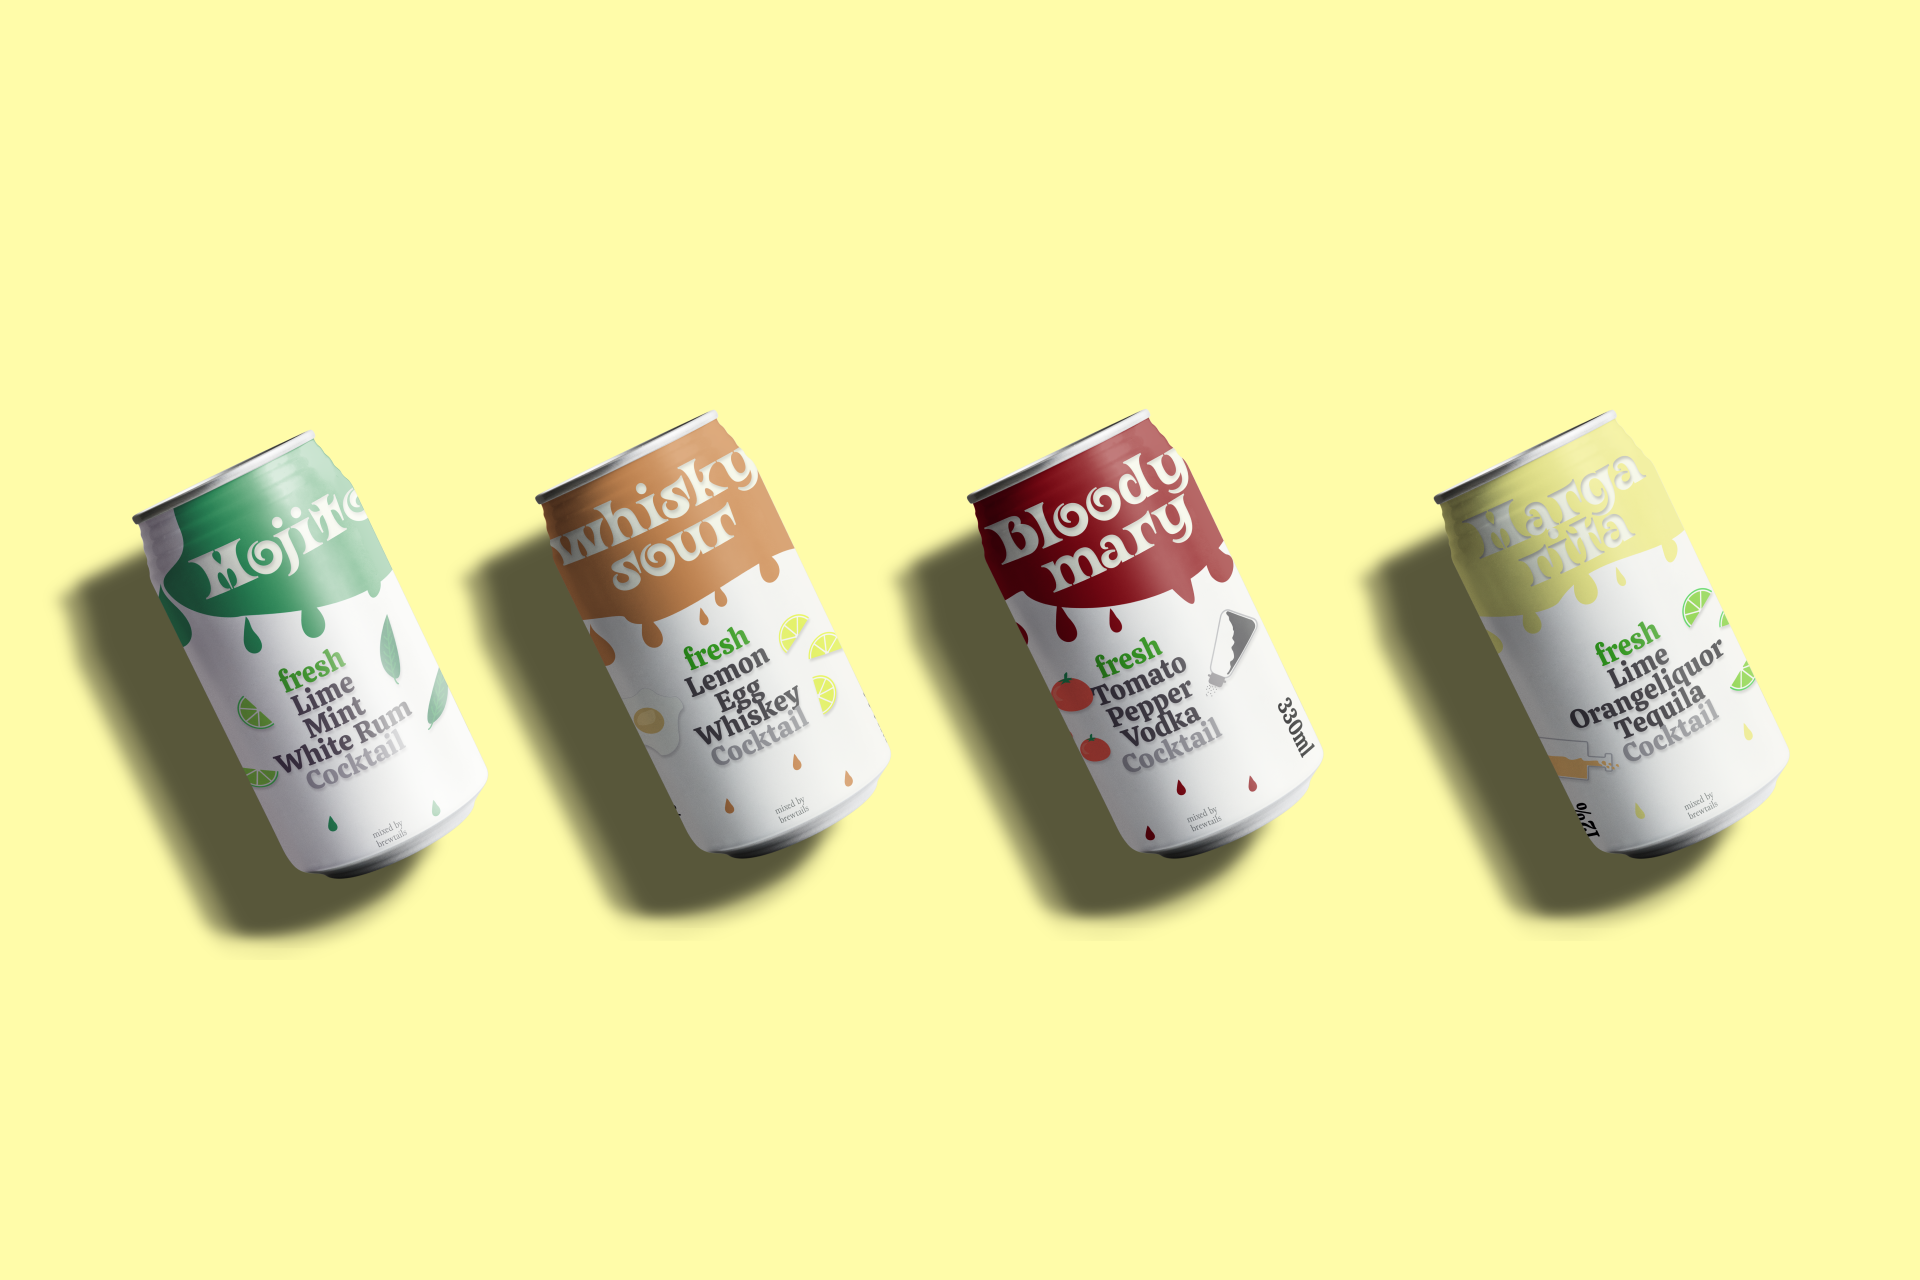 Mojito
fresh
Lime
Mint
White Rum
Cocktail
mixed by
brewtails
whisky
sour
fresh
Lemon
Egg
Whiskey
Cocktail
mixed by
brewtails
Bloody
mary
fresh
Tomato
Pepper
Vodka
Cocktail
330ml
mixed by
brewtails
Marga
rita
fresh
Lime
Orangeliquor
Tequila
Cocktail
12%
mixed by
brewtails